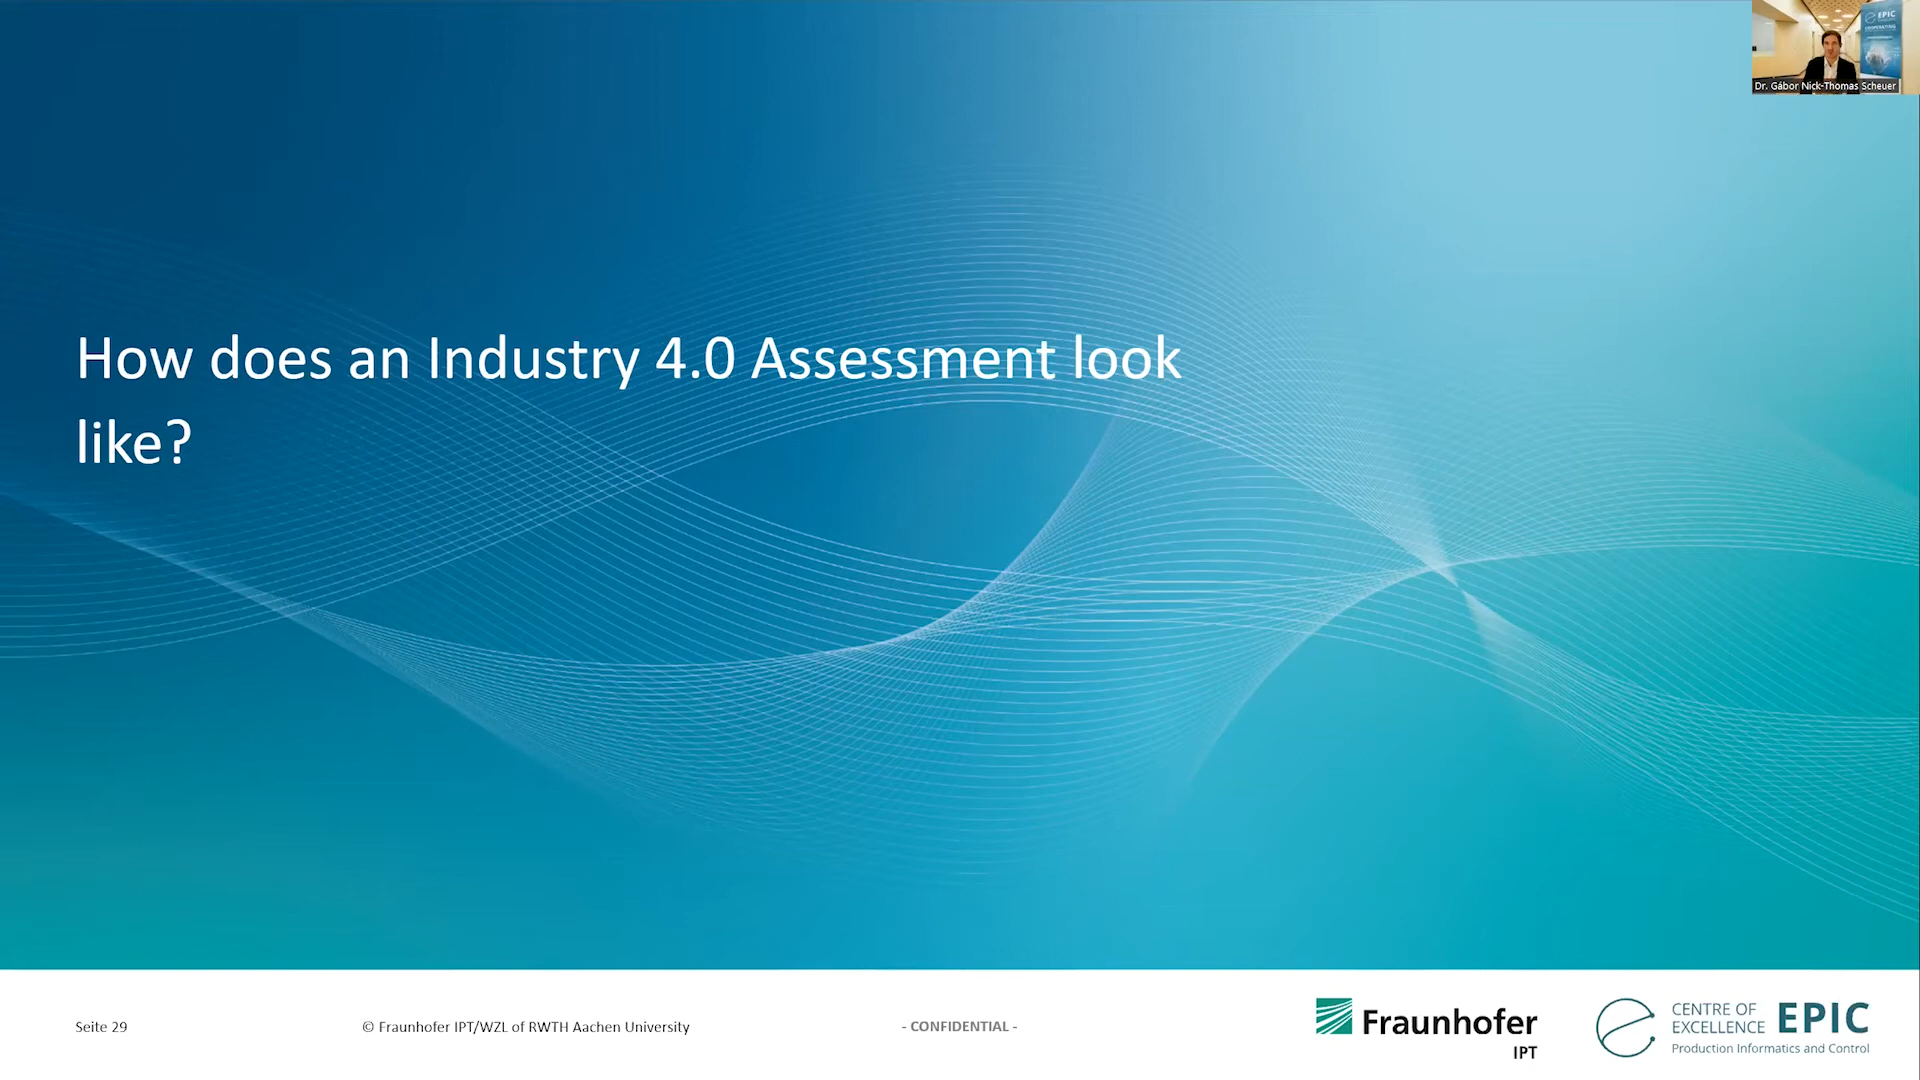 EPIC
Dr. Gábor Nick-Thomas Scheuer
How does an Industry 4.0 Assessment look
like?
Seite 29
© Fraunhofer IPT/WZL of RWTH Aachen University
- CONFIDENTIAL -
Fraunhofer
IPT
CENTRE OF
EXCELLENCE EPIC
Production Informatics and Control